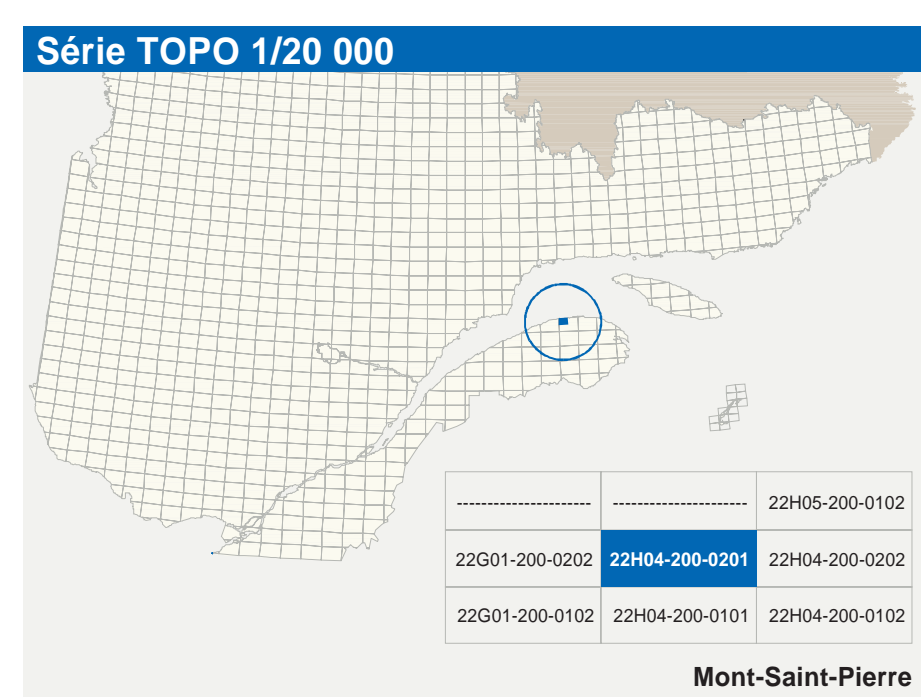 Série TOPO 1/20 000
--------------------- --------------------- 22H05-200-0102
22G01-200-0202 22H04-200-0201 22H04-200-0202
22G01-200-0102 22H04-200-0101 22H04-200-0102
Mont-Saint-Pierre